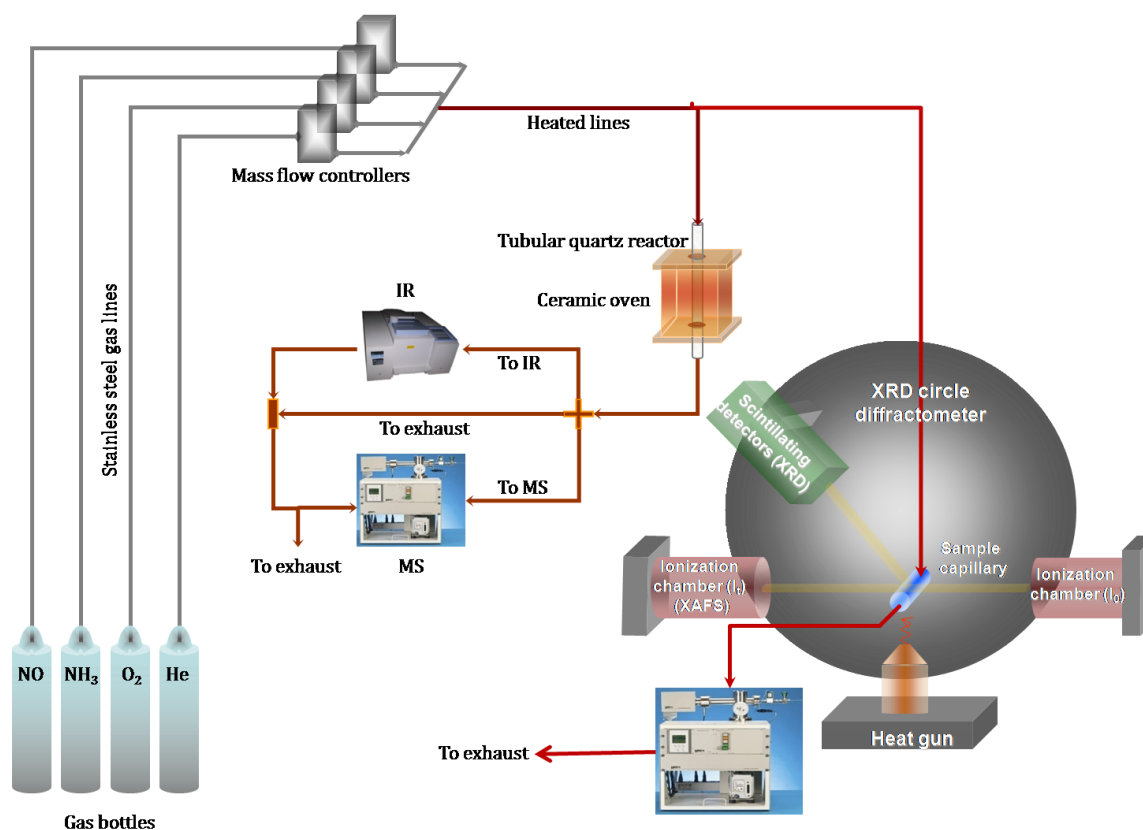 Mass flow controllers
Heated lines
Stainless steel gas lines
Tubular quartz reactor
Ceramic oven
IR
To IR
To exhaust
To MS
MS
To exhaust
XRD circle
diffractometer
Scintillating
detectors (XRD)
Sample
capillary
Ionization
chamber (Iₜ)
(XAFS)
Ionization
chamber (I₀)
Heat gun
To exhaust
NO
NH₃
O₂
He
Gas bottles